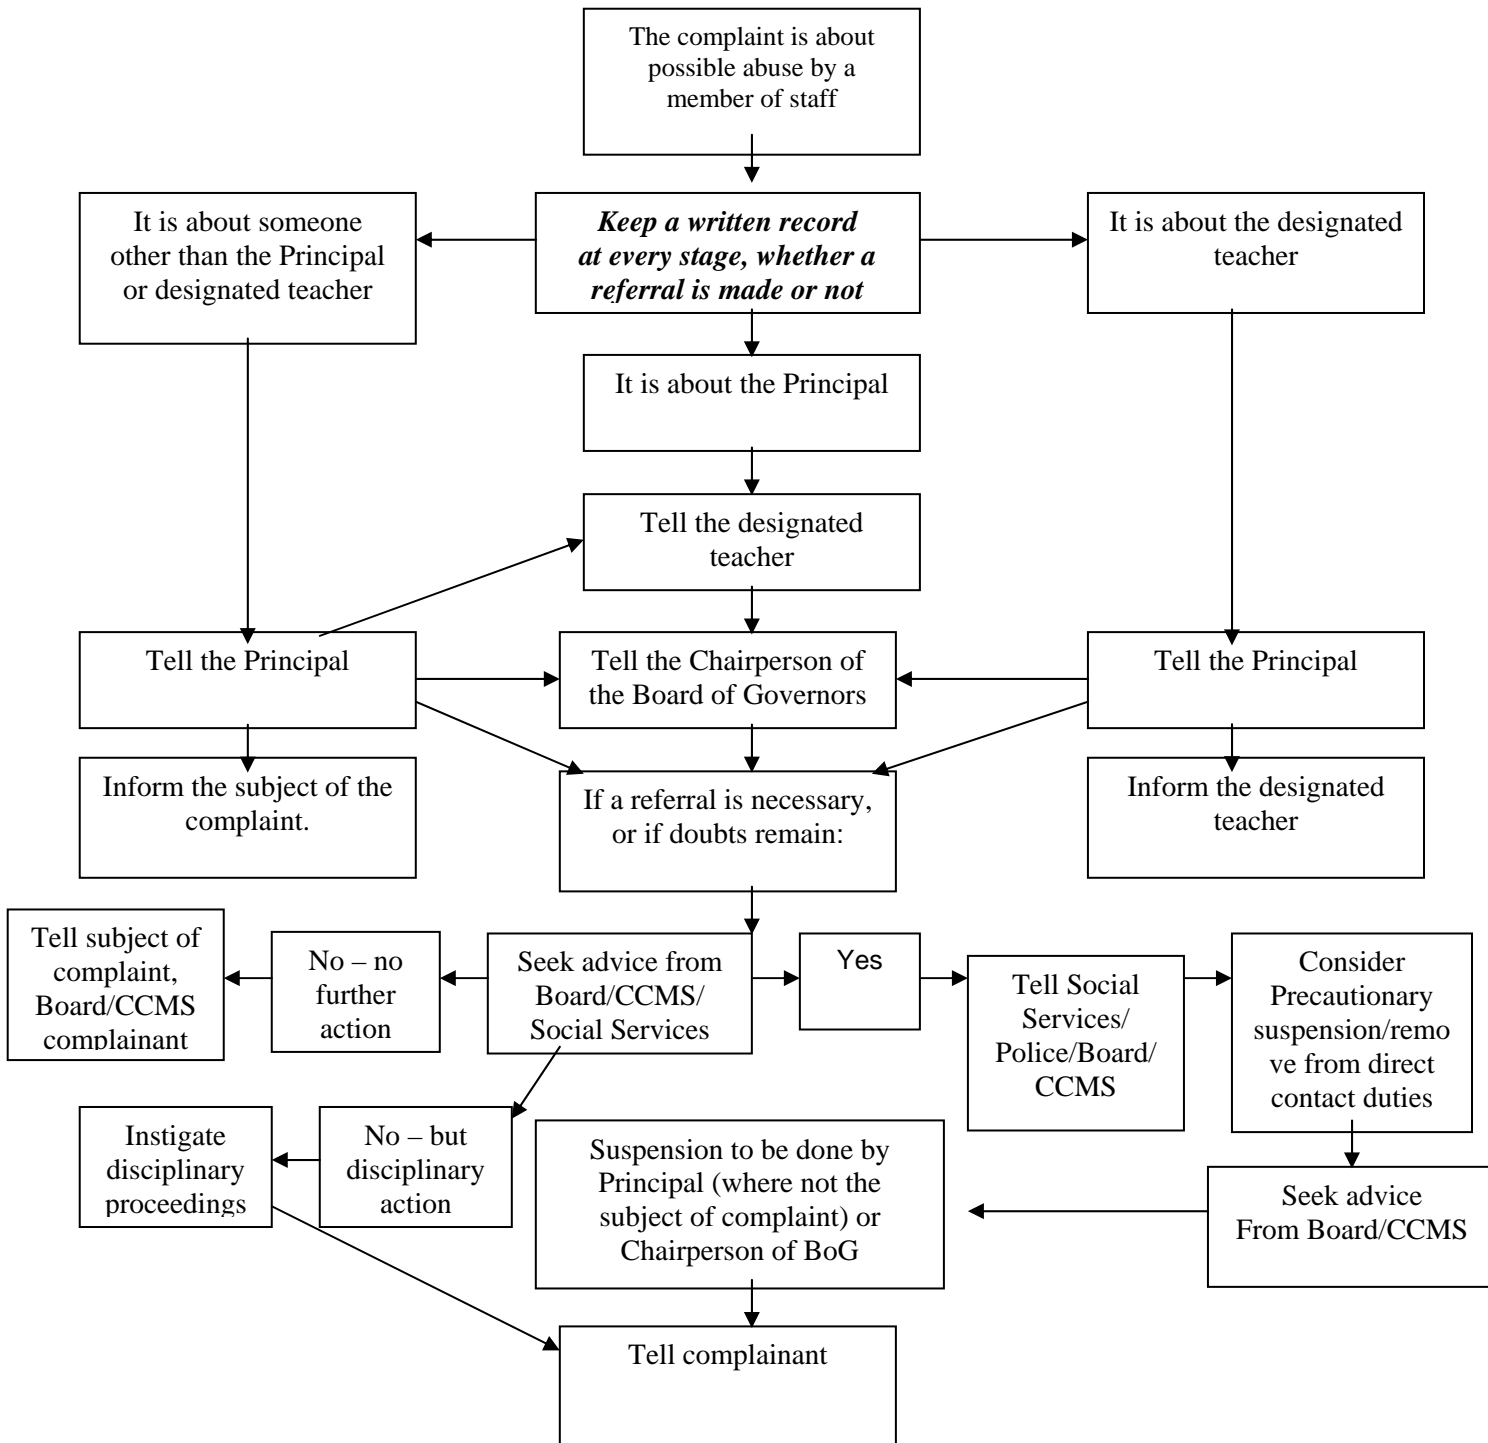 The complaint is about
possible abuse by a
member of staff
It is about someone
other than the Principal
or designated teacher
Keep a written record
at every stage, whether a
referral is made or not
It is about the designated
teacher
It is about the Principal
Tell the designated
teacher
Tell the Principal
Tell the Chairperson of
the Board of Governors
Tell the Principal
Inform the subject of the
complaint.
If a referral is necessary,
or if doubts remain:
Inform the designated
teacher
Tell subject of
complaint,
Board/CCMS
complainant
No – no
further
action
Seek advice from
Board/CCMS/
Social Services
Yes
Tell Social
Services/
Police/Board/
CCMS
Consider
Precautionary
suspension/remo
ve from direct
contact duties
Instigate
disciplinary
proceedings
No – but
disciplinary
action
Suspension to be done by
Principal (where not the
subject of complaint) or
Chairperson of BoG
Seek advice
From Board/CCMS
Tell complainant